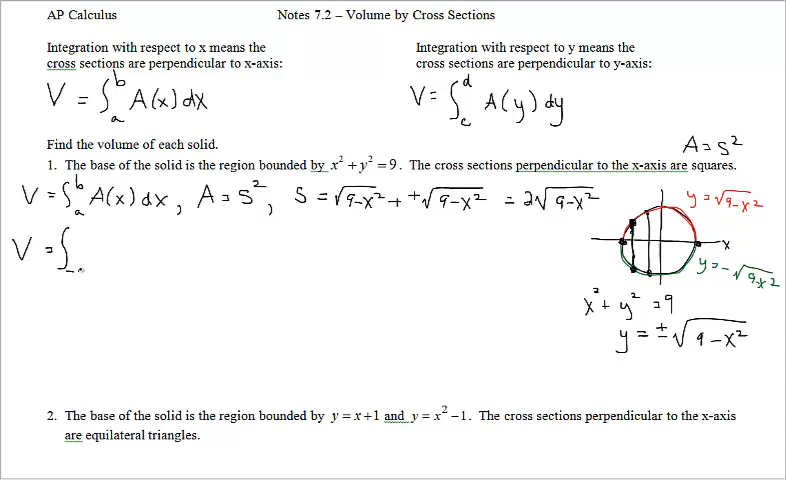 AP Calculus
Notes 7.2 – Volume by Cross Sections
Integration with respect to x means the
cross sections are perpendicular to x-axis:
Integration with respect to y means the
cross sections are perpendicular to y-axis:
V = ∫ₐᵇ A(x) dx
V = ∫_c^d A(y) dy
Find the volume of each solid.
A = s²
1. The base of the solid is the region bounded by x² + y² = 9. The cross sections perpendicular to the x-axis are squares.
V = ∫ₐᵇ A(x) dx, A = s², s = √(9-x²) + +√(9-x²) = 2√(9-x²)
y = √(9-x²)
V = ∫₋
x
y = -√(9-x²)
x² + y² = 9
y = ±√(9-x²)
2. The base of the solid is the region bounded by y = x+1 and y = x² −1. The cross sections perpendicular to the x-axis
are equilateral triangles.